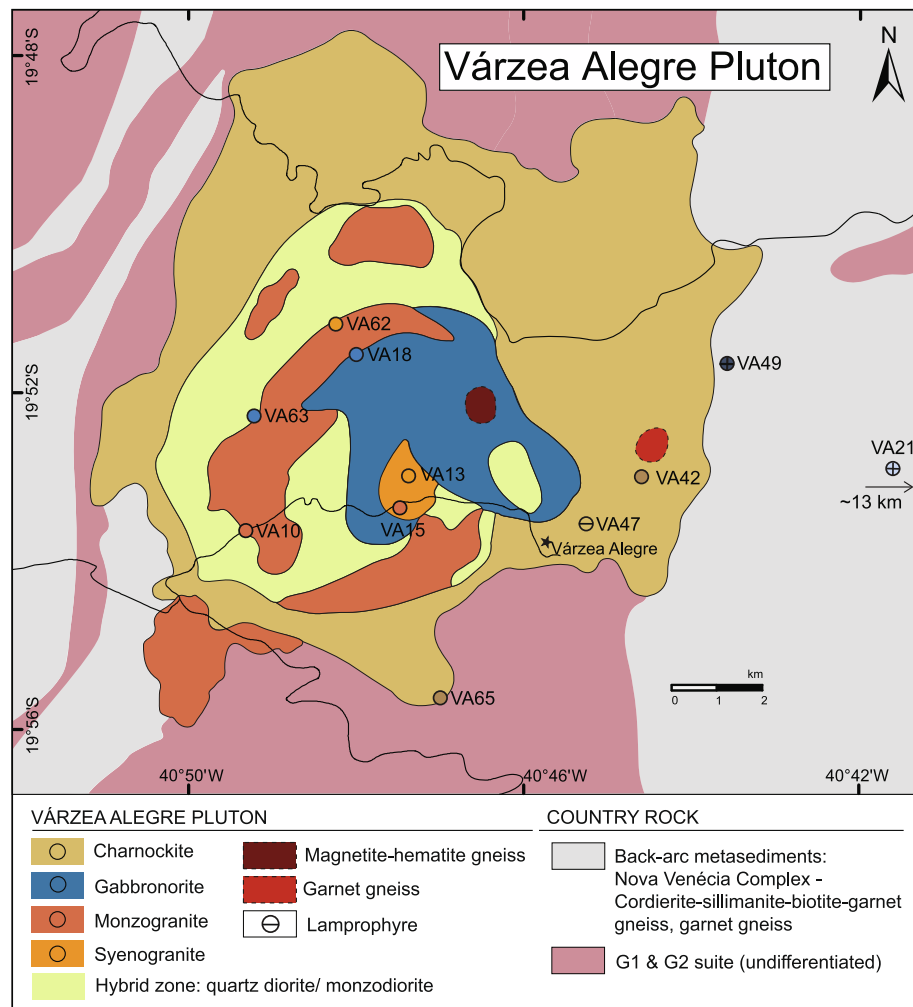 Várzea Alegre Pluton
N
19°48'S
19°52'S
19°56'S
VA62
VA18
VA63
VA49
VA13
VA42
VA21
~13 km
VA15
VA10
VA47
Várzea Alegre
VA65
km
0 1 2
40°50'W
40°46'W
40°42'W
VÁRZEA ALEGRE PLUTON
Charnockite
Gabbronorite
Monzogranite
Syenogranite
Hybrid zone: quartz diorite/ monzodiorite
Magnetite-hematite gneiss
Garnet gneiss
Lamprophyre
COUNTRY ROCK
Back-arc metasediments:
Nova Venécia Complex -
Cordierite-sillimanite-biotite-garnet
gneiss, garnet gneiss
G1 & G2 suite (undifferentiated)